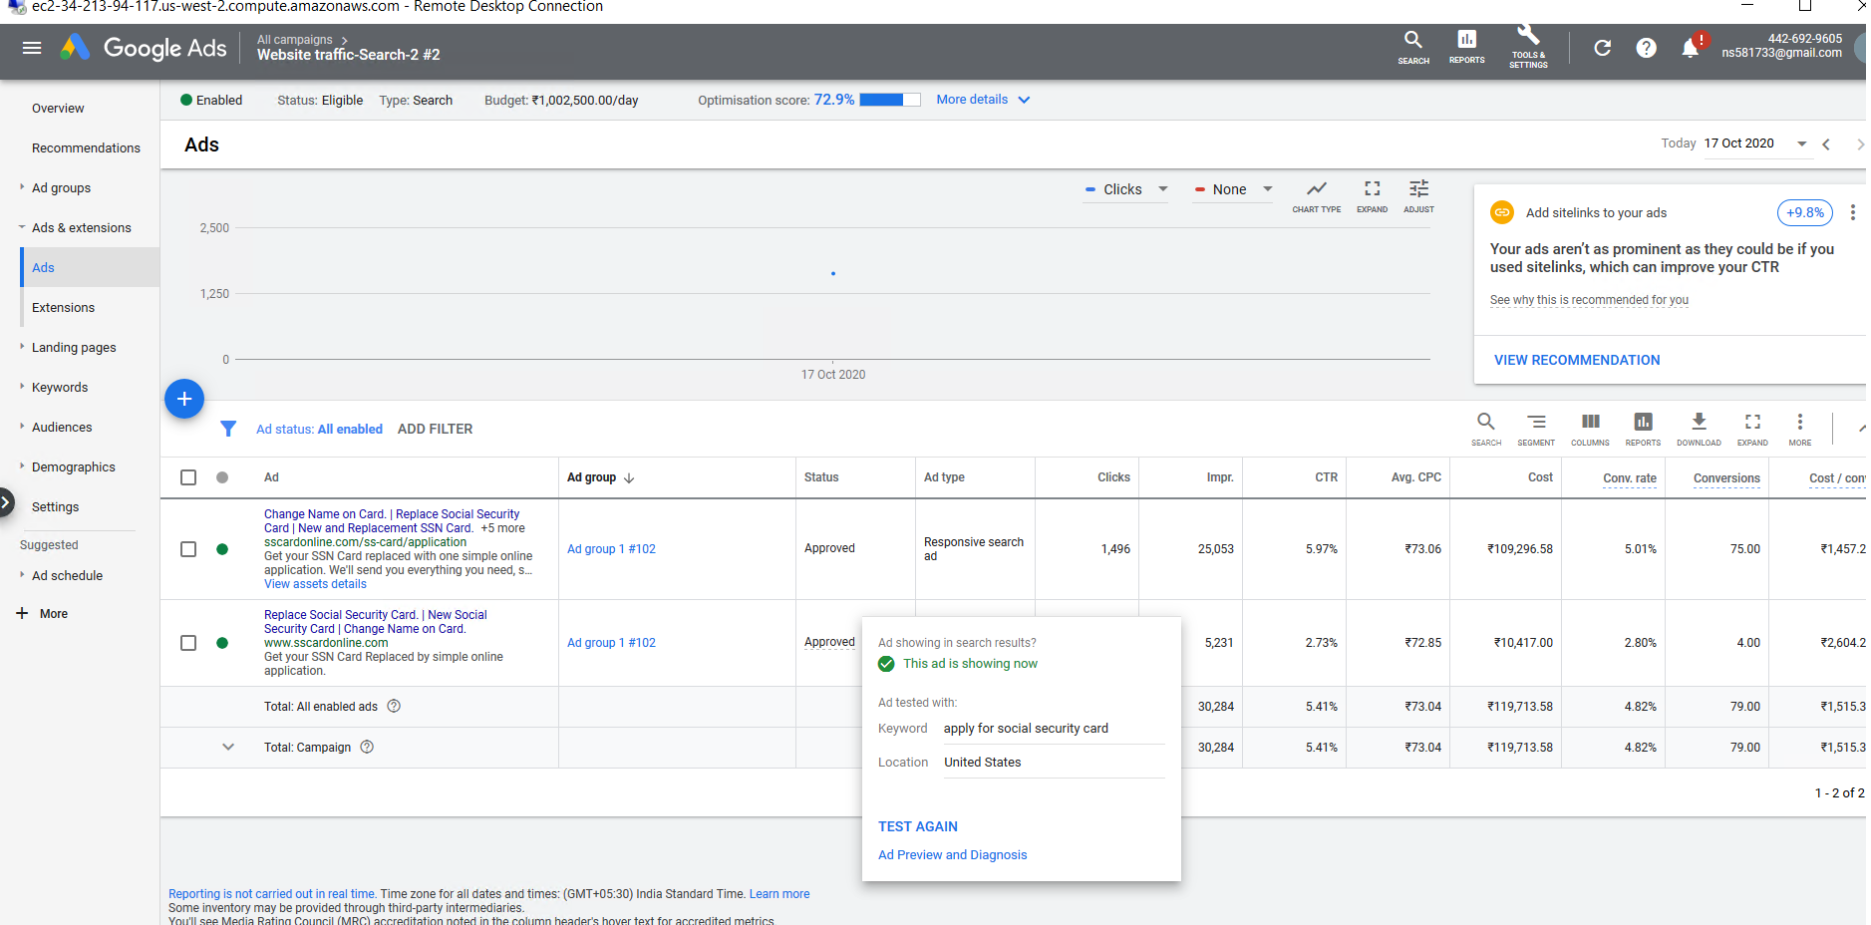 ec2-34-213-94-117.us-west-2.compute.amazonaws.com - Remote Desktop Connection
Google Ads
All campaigns >
Website traffic-Search-2 #2
SEARCH
REPORTS
TOOLS &
SETTINGS
442-692-9605
ns581733@gmail.com
Enabled Status: Eligible Type: Search Budget: ₹1,002,500.00/day Optimisation score: 72.9% More details
Overview
Recommendations
Ad groups
Ads & extensions
Ads
Extensions
Landing pages
Keywords
Audiences
Demographics
Settings
Suggested
Ad schedule
+ More
Ads
Today 17 Oct 2020
Clicks None
CHART TYPE EXPAND ADJUST
2,500
1,250
0
17 Oct 2020
Add sitelinks to your ads +9.8%
Your ads aren't as prominent as they could be if you
used sitelinks, which can improve your CTR
See why this is recommended for you
VIEW RECOMMENDATION
Ad status: All enabled ADD FILTER
SEARCH SEGMENT COLUMNS REPORTS DOWNLOAD EXPAND MORE
Ad Ad group Status Ad type Clicks Impr. CTR Avg. CPC Cost Conv. rate Conversions Cost / con
Change Name on Card. | Replace Social Security
Card | New and Replacement SSN Card. +5 more
sscardonline.com/ss-card/application
Get your SSN Card replaced with one simple online
application. We'll send you everything you need, s...
View assets details
Ad group 1 #102
Approved
Responsive search
ad
1,496 25,053 5.97% ₹73.06 ₹109,296.58 5.01% 75.00 ₹1,457.2
Replace Social Security Card. | New Social
Security Card | Change Name on Card.
www.sscardonline.com
Get your SSN Card Replaced by simple online
application.
Ad group 1 #102
Approved
5,231 2.73% ₹72.85 ₹10,417.00 2.80% 4.00 ₹2,604.2
Total: All enabled ads 30,284 5.41% ₹73.04 ₹119,713.58 4.82% 79.00 ₹1,515.3
Total: Campaign 30,284 5.41% ₹73.04 ₹119,713.58 4.82% 79.00 ₹1,515.3
1 - 2 of 2
Ad showing in search results?
This ad is showing now
Ad tested with:
Keyword apply for social security card
Location United States
TEST AGAIN
Ad Preview and Diagnosis
Reporting is not carried out in real time. Time zone for all dates and times: (GMT+05:30) India Standard Time. Learn more
Some inventory may be provided through third-party intermediaries.
You'll see Media Rating Council (MRC) accreditation noted in the column header's hover text for accredited metrics